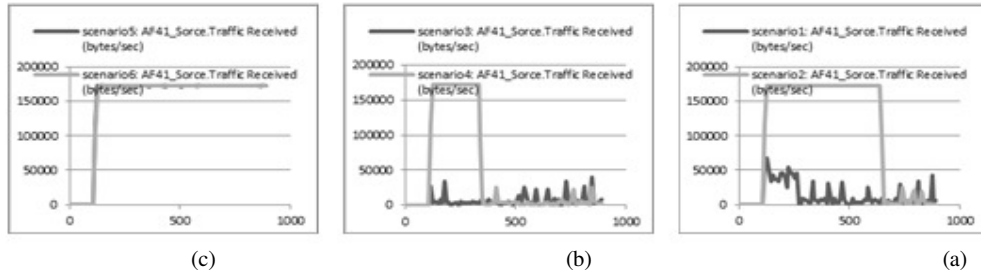 scenario5: AF41_Sorce.Traffic Received
(bytes/sec)
200000
scenario6: AF41_Sorce.Traffic Received
150000
(bytes/sec)
100000
50000
0
0
500
1000
(c)
scenario3: AF41_Sorce.Traffic Received
(bytes/sec)
200000
scenario4: AF41_Sorce.Traffic Received
150000
(bytes/sec)
100000
50000
0
0
500
1000
(b)
scenario1: AF41_Sorce.Traffic Received
(bytes/sec)
200000
scenario2: AF41_Sorce.Traffic Received
150000
(bytes/sec)
100000
50000
0
0
500
1000
(a)